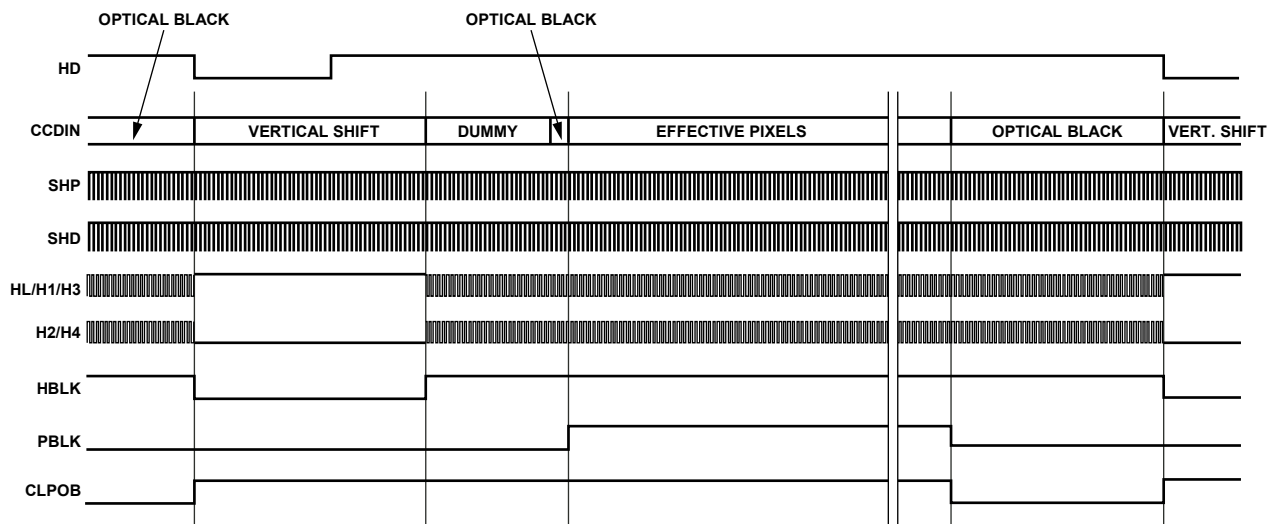 OPTICAL BLACK
OPTICAL BLACK
HD
CCDIN
VERTICAL SHIFT
DUMMY
EFFECTIVE PIXELS
OPTICAL BLACK
VERT. SHIFT
SHP
SHD
HL/H1/H3
H2/H4
HBLK
PBLK
CLPOB